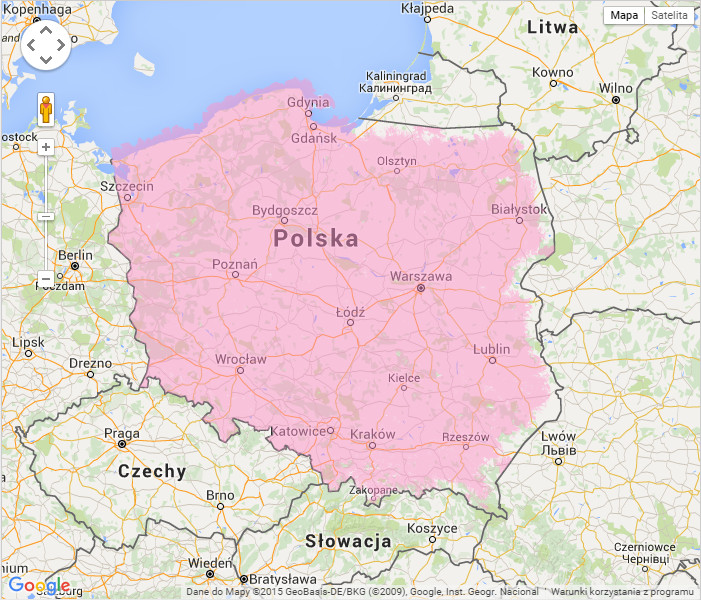 Kopenhaga
Kłajpeda
Mapa
Satelita
Litwa
Kaliningrad
Калининград
Kowno
Wilno
Gdynia
Gdańsk
ostock
Olsztyn
Szczecin
Bydgoszcz
Białystok
Polska
Berlin
Poczdam
Poznań
Warszawa
Łódź
Lipsk
Drezno
Wrocław
Lublin
Kielce
Praga
Katowice
Kraków
Rzeszów
Lwów
Львів
Czechy
Brno
Zakopane
Słowacja
Koszyce
Czerniowce
Чернівці
nium
Wiedeń
Bratysława
Google
Salzburg
Dane do Mapy ©2015 GeoBasis-DE/BKG (©2009), Google, Inst. Geogr. Nacional
Warunki korzystania z programu